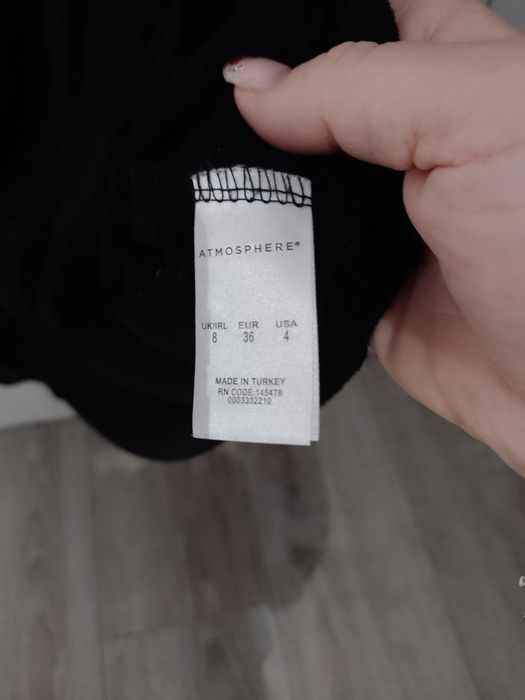 ATMOSPHERE®
UK/IRL EUR USA
8 36 4
MADE IN TURKEY
RN CODE:145478
0003332210